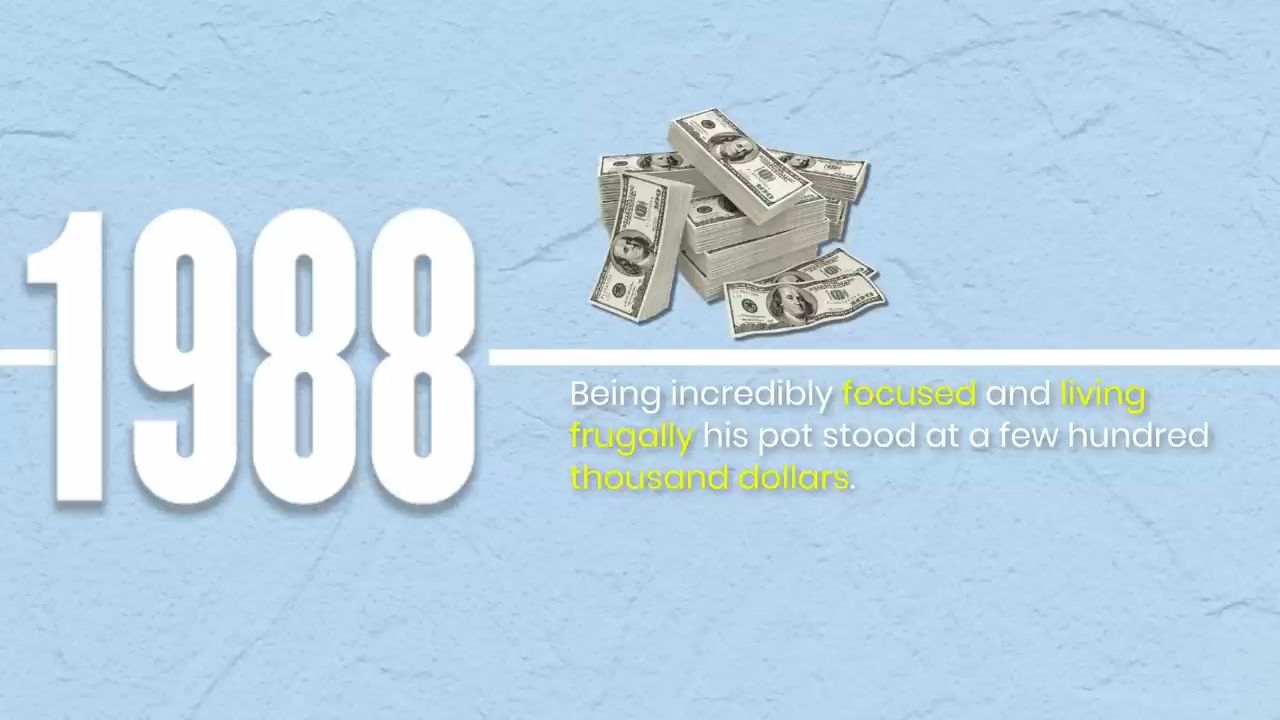 1988
Being incredibly focused and living
frugally his pot stood at a few hundred
thousand dollars.